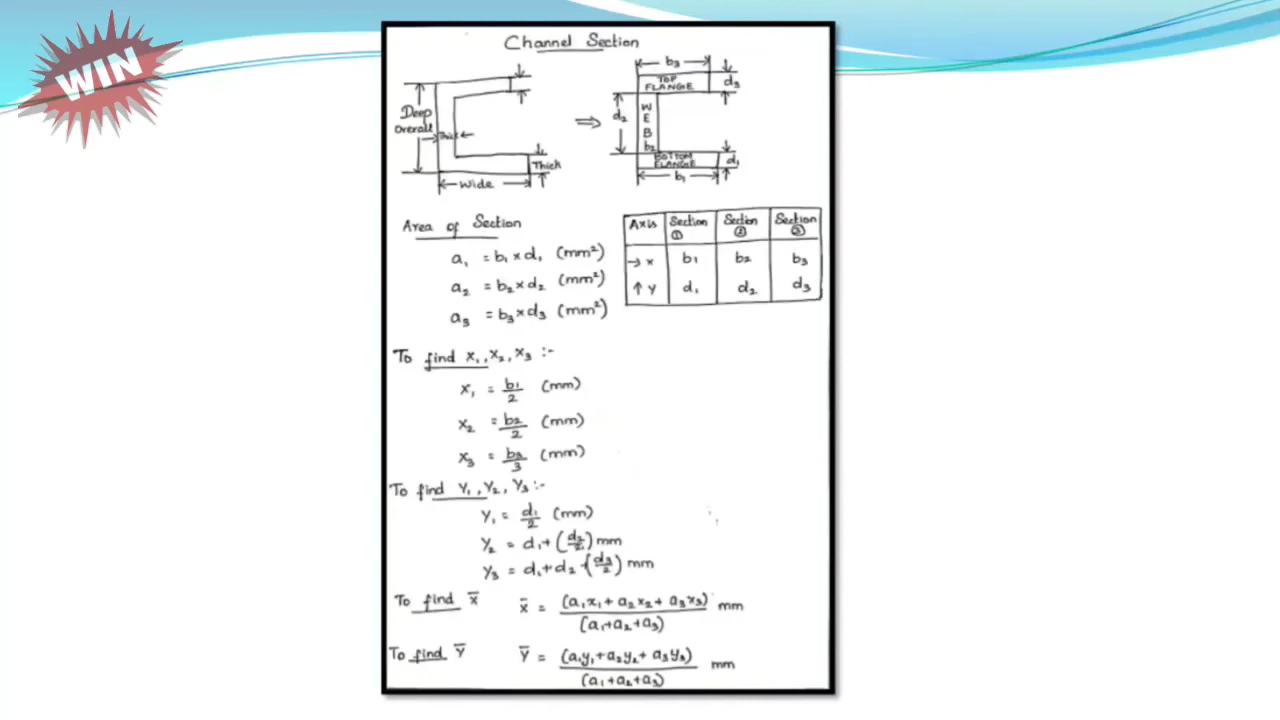 WIN
Channel Section
Deep
Overall
Thick
Thick
Wide
⇒
b3
TOP
FLANGE
d3
d2
WEB
b2
BOTTOM
FLANGE
d1
b1
Area of Section
a₁ = b₁ × d₁ (mm²)
a₂ = b₂ × d₂ (mm²)
a₃ = b₃ × d₃ (mm²)
Axis Section ① Section ② Section ③
→ x b1 b2 b3
↑ y d1 d2 d3
To find x₁, x₂, x₃ :-
x₁ = b₁/2 (mm)
x₂ = b₂/2 (mm)
x₃ = b₃/3 (mm)
To find y₁, y₂, y₃ :-
y₁ = d₁/2 (mm)
y₂ = d₁ + (d₂/2) mm
y₃ = d₁ + d₂ + (d₃/2) mm
To find x̄ x̄ = (a₁x₁ + a₂x₂ + a₃x₃) / (a₁ + a₂ + a₃) mm
To find ȳ ȳ = (a₁y₁ + a₂y₂ + a₃y₃) / (a₁ + a₂ + a₃) mm